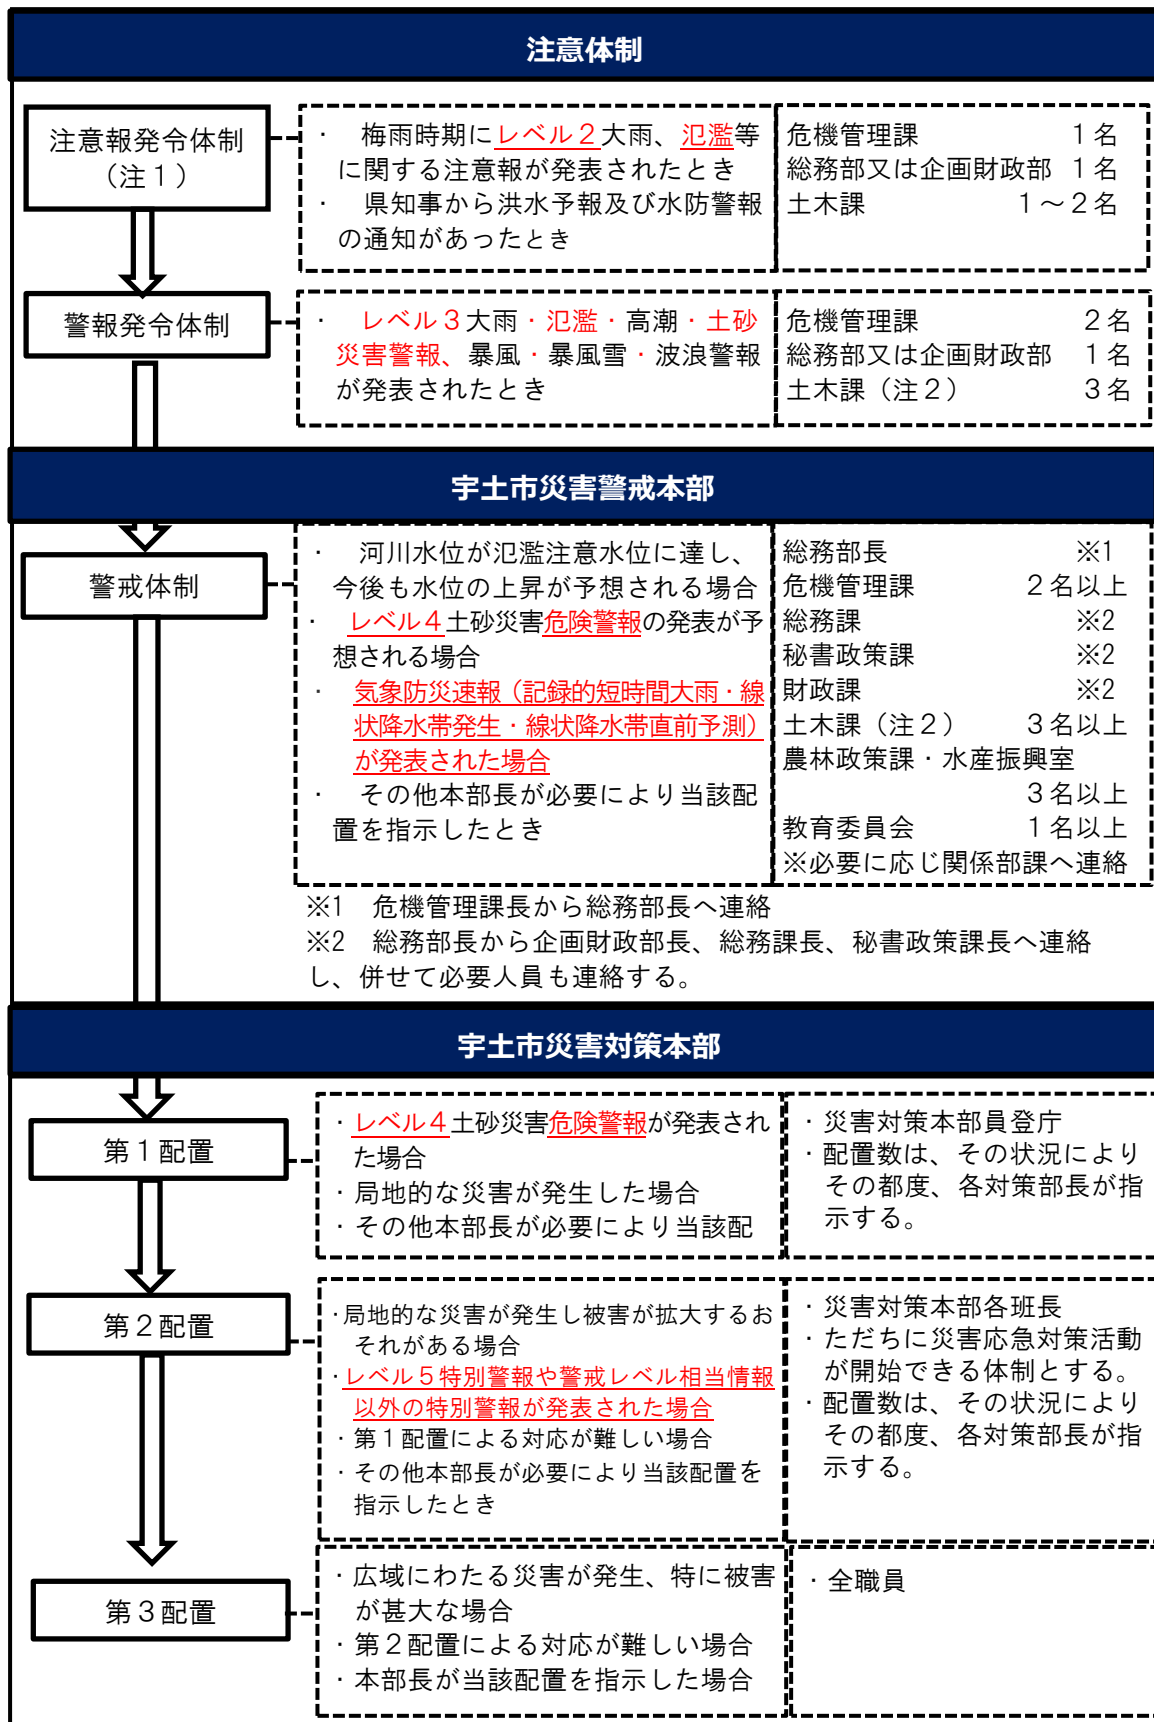 注意体制
注意報発令体制
（注１）
・　梅雨時期にレベル２大雨、氾濫等
に関する注意報が発表されたとき
・　県知事から洪水予報及び水防警報
の通知があったとき
危機管理課　１名
総務部又は企画財政部　１名
土木課　１～２名
警報発令体制
・　レベル３大雨・氾濫・高潮・土砂
災害警報、暴風・暴風雪・波浪警報
が発表されたとき
危機管理課　２名
総務部又は企画財政部　１名
土木課（注２）　３名
宇土市災害警戒本部
警戒体制
・　河川水位が氾濫注意水位に達し、
今後も水位の上昇が予想される場合
・　レベル４土砂災害危険警報の発表が予
想される場合
・　気象防災速報（記録的短時間大雨・線
状降水帯発生・線状降水帯直前予測）
が発表された場合
・　その他本部長が必要により当該配
置を指示したとき
総務部長　※1
危機管理課　２名以上
総務課　※2
秘書政策課　※2
財政課　※2
土木課（注２）　３名以上
農林政策課・水産振興室
３名以上
教育委員会　１名以上
※必要に応じ関係部課へ連絡
※1　危機管理課長から総務部長へ連絡
※2　総務部長から企画財政部長、総務課長、秘書政策課長へ連絡
し、併せて必要人員も連絡する。
宇土市災害対策本部
第１配置
・レベル４土砂災害危険警報が発表され
た場合
・局地的な災害が発生した場合
・その他本部長が必要により当該配
・災害対策本部員登庁
・配置数は、その状況により
その都度、各対策部長が指
示する。
第２配置
・局地的な災害が発生し被害が拡大するお
それがある場合
・レベル５特別警報や警戒レベル相当情報
以外の特別警報が発表された場合
・第１配置による対応が難しい場合
・その他本部長が必要により当該配置を
指示したとき
・災害対策本部各班長
・ただちに災害応急対策活動
が開始できる体制とする。
・配置数は、その状況により
その都度、各対策部長が指
示する。
第３配置
・広域にわたる災害が発生、特に被害
が甚大な場合
・第２配置による対応が難しい場合
・本部長が当該配置を指示した場合
・全職員